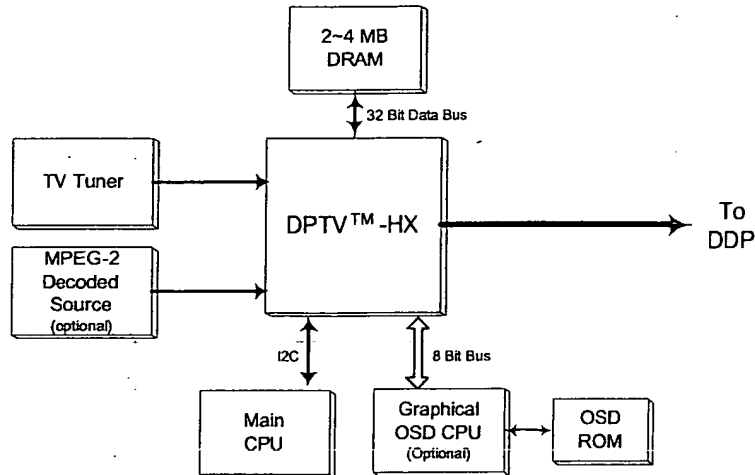 2~4 MB
DRAM
32 Bit Data Bus
TV Tuner
DPTV™-HX
To
DDP
MPEG-2
Decoded
Source
(optional)
I2C
8 Bit Bus
Main
CPU
Graphical
OSD CPU
(Optional)
OSD
ROM